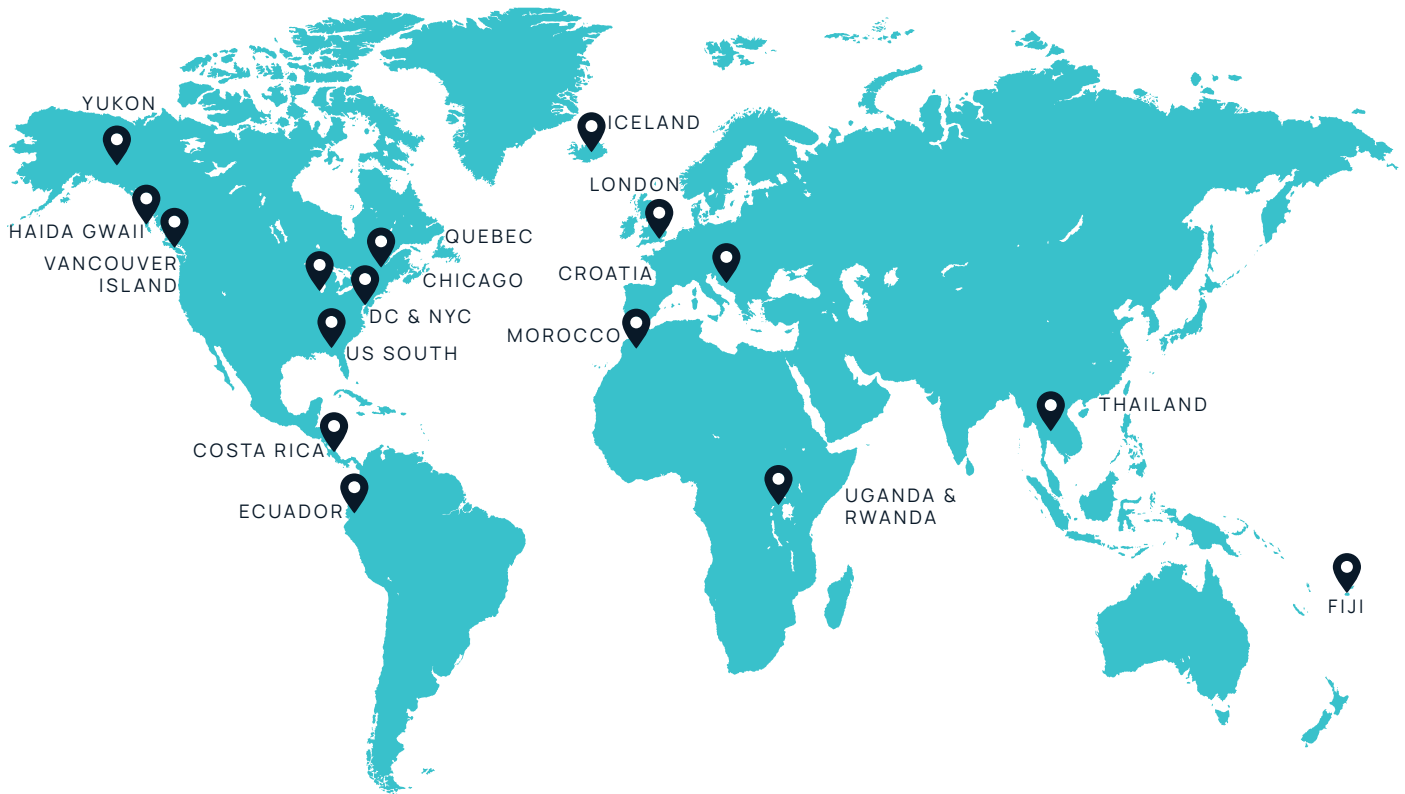 YUKON
ICELAND
LONDON
HAIDA GWAII
QUEBEC
VANCOUVER
ISLAND
CROATIA
CHICAGO
DC & NYC
MOROCCO
US SOUTH
THAILAND
COSTA RICA
UGANDA &
RWANDA
ECUADOR
FIJI